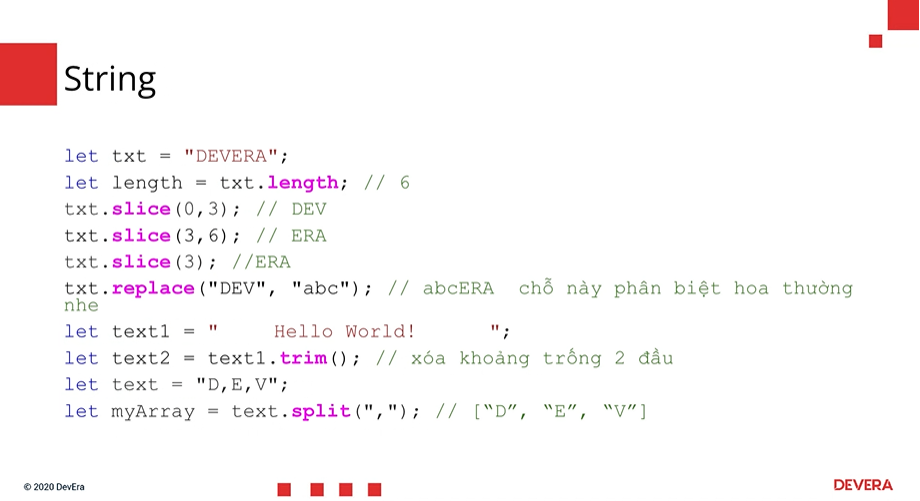 String
let txt = "DEVERA";
let length = txt.length; // 6
txt.slice(0,3); // DEV
txt.slice(3,6); // ERA
txt.slice(3); //ERA
txt.replace("DEV", "abc"); // abcERA  chỗ này phân biệt hoa thường
nhe
let text1 = "     Hello World!      ";
let text2 = text1.trim(); // xóa khoảng trống 2 đầu
let text = "D,E,V";
let myArray = text.split(","); // [“D”, “E”, “V”]
© 2020 DevEra
DEVERA